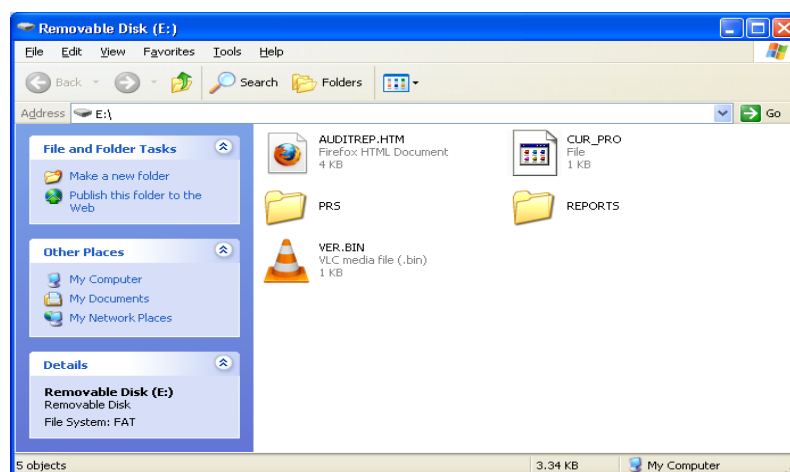 Removable Disk (E:)
File Edit View Favorites Tools Help
Back Search Folders
Address E:\ Go
File and Folder Tasks
Make a new folder
Publish this folder to the
Web
Other Places
My Computer
My Documents
My Network Places
Details
Removable Disk (E:)
Removable Disk
File System: FAT
AUDITREP.HTM
Firefox HTML Document
4 KB
CUR_PRO
File
1 KB
PRS
REPORTS
VER.BIN
VLC media file (.bin)
1 KB
5 objects 3.34 KB My Computer